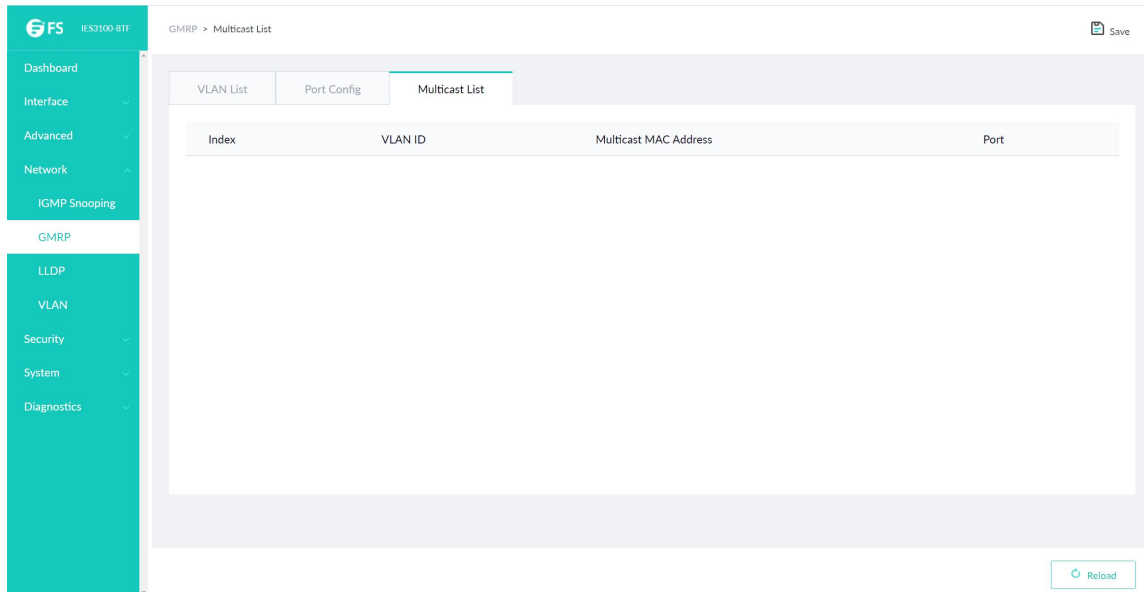 FS IES3100-8TF
GMRP > Multicast List
Save
Dashboard
Interface
Advanced
Network
IGMP Snooping
GMRP
LLDP
VLAN
Security
System
Diagnostics
VLAN List Port Config Multicast List
Index VLAN ID Multicast MAC Address Port
Reload